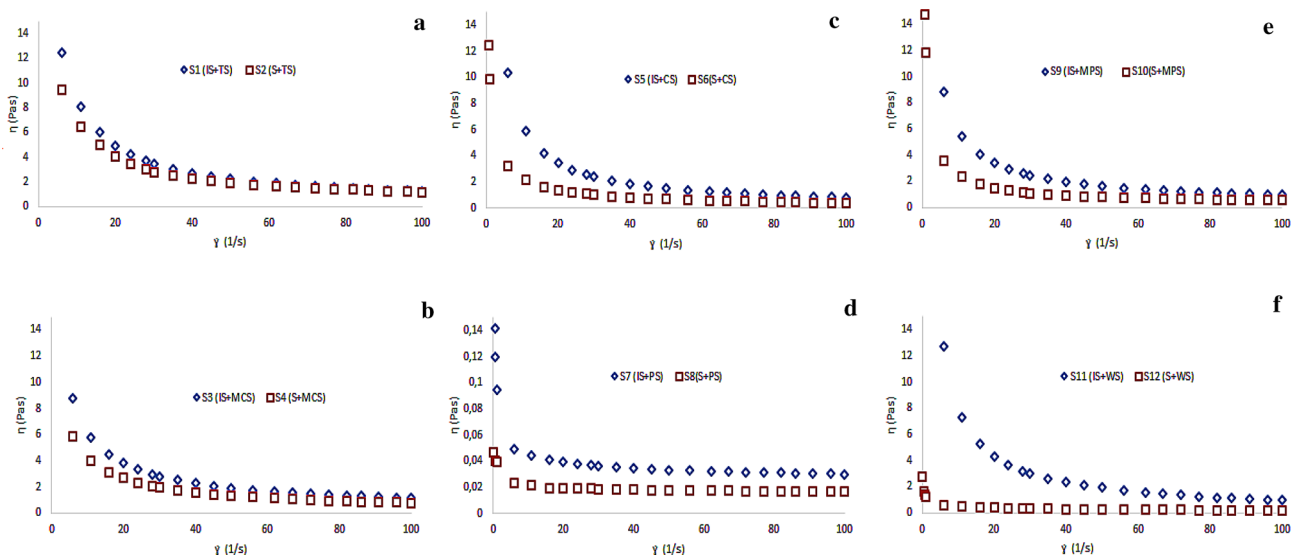 a
14
12
10
8
6
4
2
0
η (Pas)
S1 (IS+TS) S2 (S+TS)
0 20 40 60 80 100
γ̇ (1/s)
c
14
12
10
8
6
4
2
0
η (Pas)
S5 (IS+CS) S6(S+CS)
0 20 40 60 80 100
γ̇ (1/s)
e
14
12
10
8
6
4
2
0
η (Pas)
S9 (IS+MPS) S10(S+MPS)
0 20 40 60 80 100
γ̇ (1/s)
b
14
12
10
8
6
4
2
0
η (Pas)
S3 (IS+MCS) S4 (S+MCS)
0 20 40 60 80 100
γ̇ (1/s)
d
0,14
0,12
0,1
0,08
0,06
0,04
0,02
0
η (Pas)
S7 (IS+PS) S8(S+PS)
0 20 40 60 80 100
γ̇ (1/s)
f
14
12
10
8
6
4
2
0
η (Pas)
S11 (IS+WS) S12 (S+WS)
0 20 40 60 80 100
γ̇ (1/s)